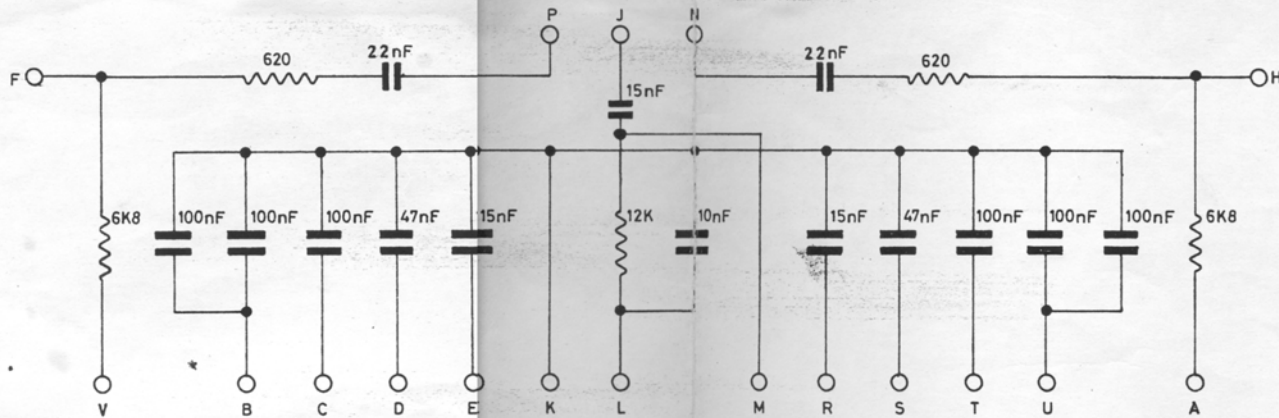 P J N
22nF
620
F
15nF
22nF
620
H
6K8
100nF
100nF
100nF
47nF
15nF
12K
10nF
15nF
47nF
100nF
100nF
100nF
6K8
V B C D E K L M R S T U A